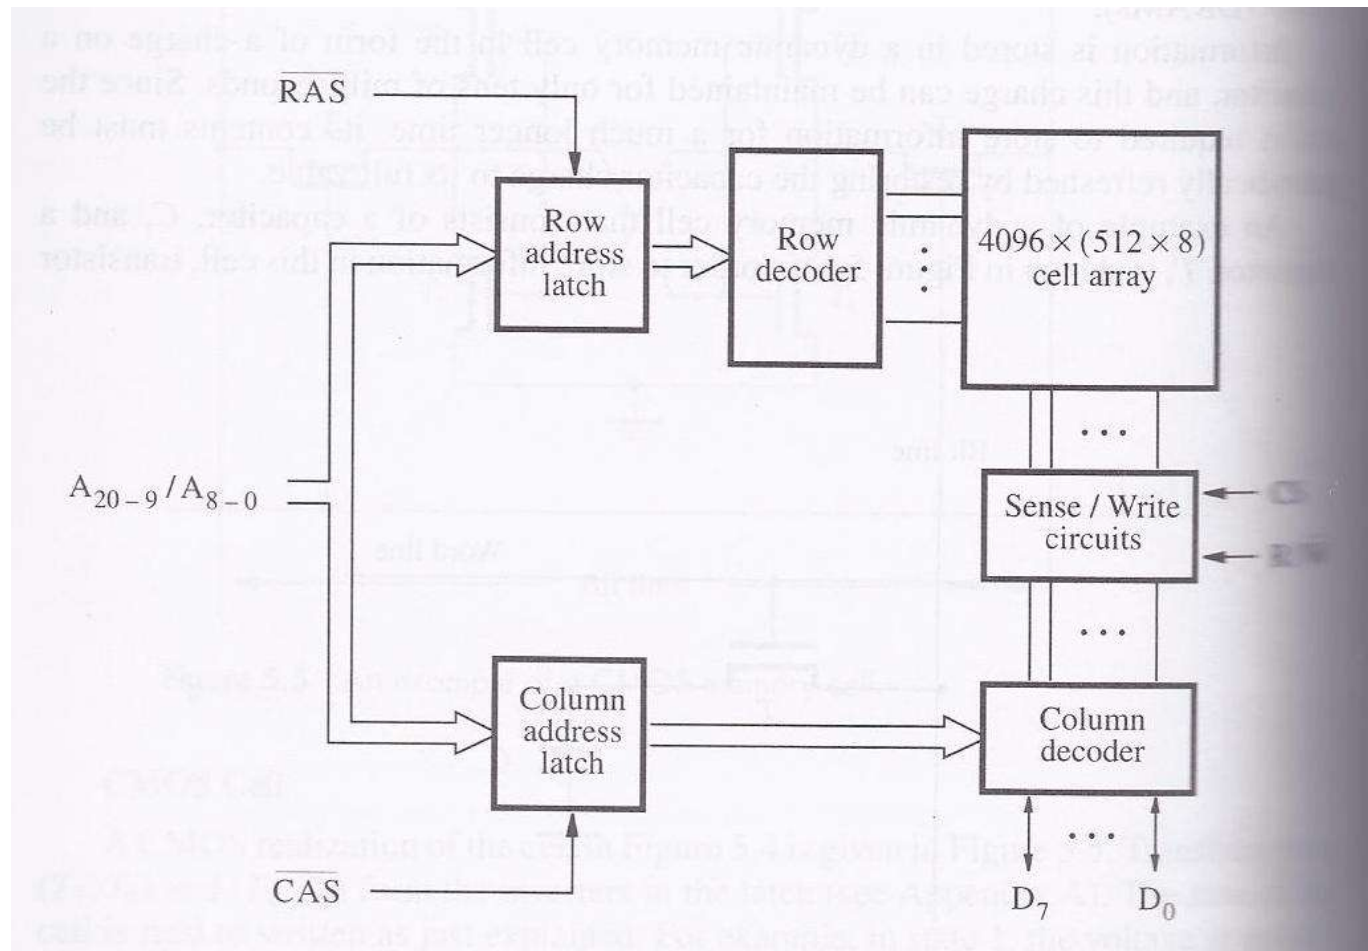 RAS
Row
address
latch
Row
decoder
4096 × (512 × 8)
cell array
A20 – 9 / A8 – 0
Sense / Write
circuits
Column
address
latch
Column
decoder
CAS
D7
D0